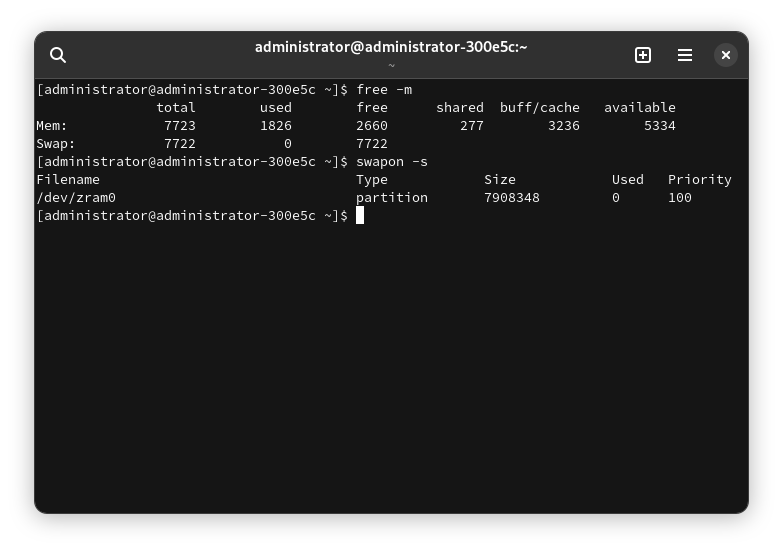 administrator@administrator-300e5c:~
~
[administrator@administrator-300e5c ~]$ free -m
total used free shared buff/cache available
Mem: 7723 1826 2660 277 3236 5334
Swap: 7722 0 7722
[administrator@administrator-300e5c ~]$ swapon -s
Filename Type Size Used Priority
/dev/zram0 partition 7908348 0 100
[administrator@administrator-300e5c ~]$